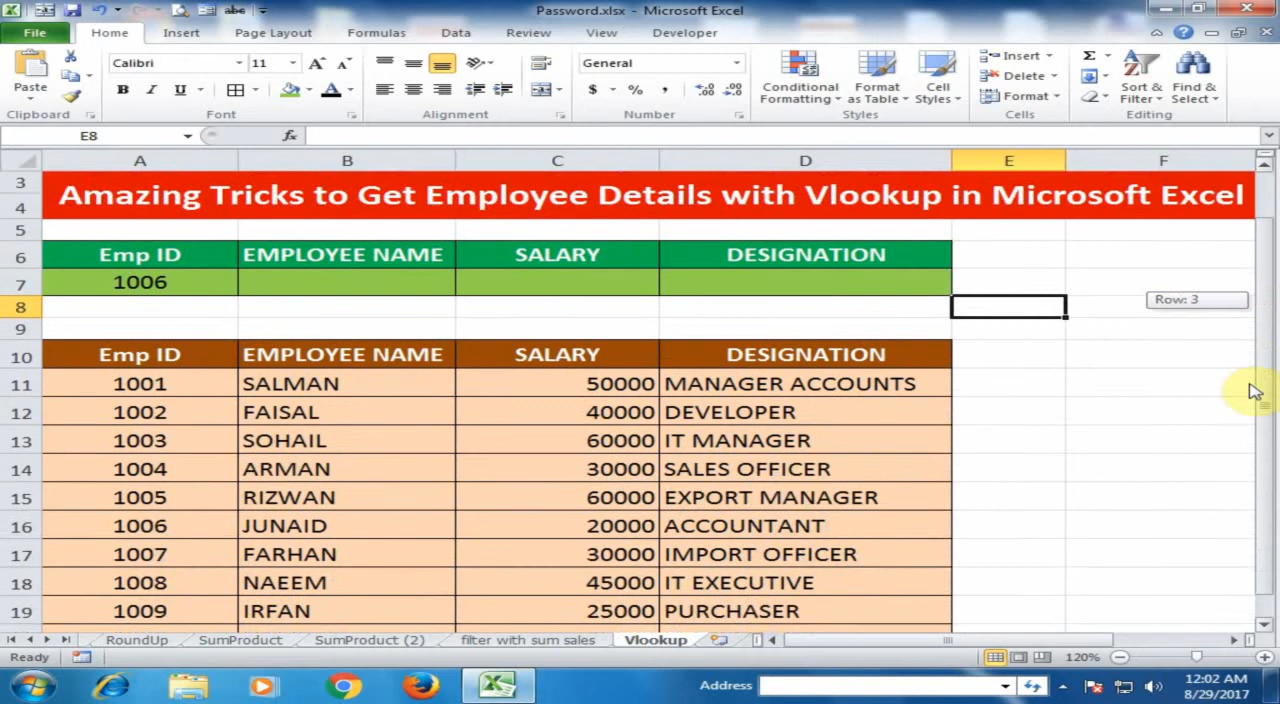 Password.xlsx - Microsoft Excel
File Home Insert Page Layout Formulas Data Review View Developer
Paste
Calibri 11
General
Conditional Formatting
Format as Table
Cell Styles
Insert
Delete
Format
Sort & Filter
Find & Select
Clipboard Font Alignment Number Styles Cells Editing
E8 fx
A B C D E F
3
4
Amazing Tricks to Get Employee Details with Vlookup in Microsoft Excel
5
6 Emp ID EMPLOYEE NAME SALARY DESIGNATION
7 1006
8
Row: 3
9
10 Emp ID EMPLOYEE NAME SALARY DESIGNATION
11 1001 SALMAN 50000 MANAGER ACCOUNTS
12 1002 FAISAL 40000 DEVELOPER
13 1003 SOHAIL 60000 IT MANAGER
14 1004 ARMAN 30000 SALES OFFICER
15 1005 RIZWAN 60000 EXPORT MANAGER
16 1006 JUNAID 20000 ACCOUNTANT
17 1007 FARHAN 30000 IMPORT OFFICER
18 1008 NAEEM 45000 IT EXECUTIVE
19 1009 IRFAN 25000 PURCHASER
RoundUp SumProduct SumProduct (2) filter with sum sales Vlookup
Ready 120%
Address
12:02 AM
8/29/2017